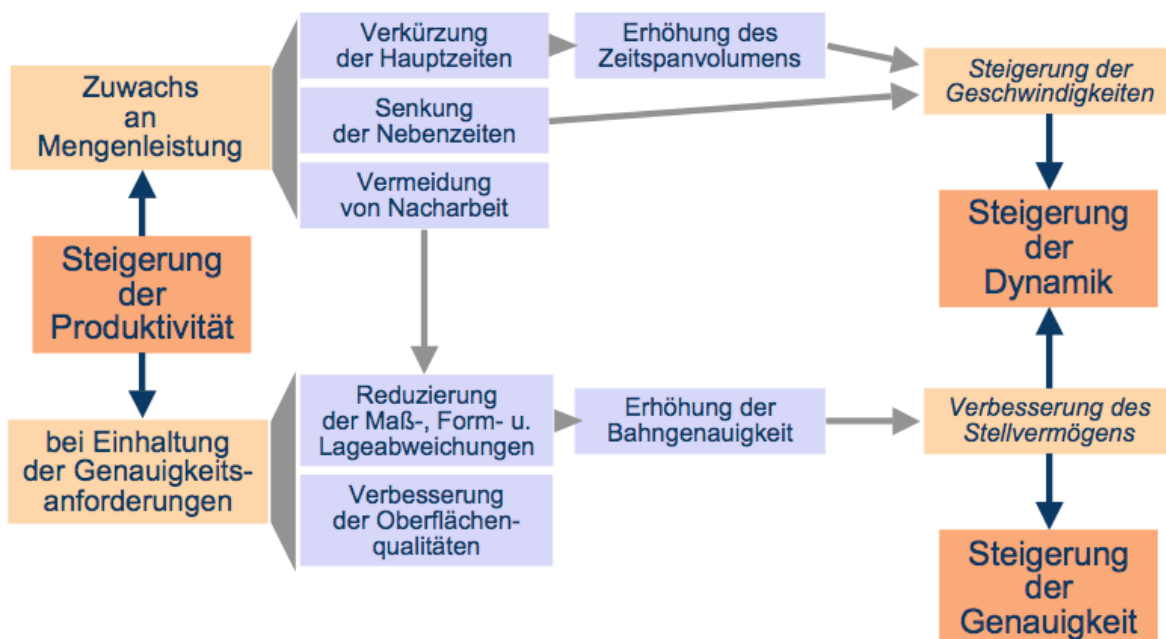 Zuwachs
an
Mengenleistung
Steigerung
der
Produktivität
bei Einhaltung
der Genauigkeits-
anforderungen
Verkürzung
der Hauptzeiten
Senkung
der Nebenzeiten
Vermeidung
von Nacharbeit
Reduzierung
der Maß-, Form- u.
Lageabweichungen
Verbesserung
der Oberflächen-
qualitäten
Erhöhung des
Zeitspanvolumens
Erhöhung der
Bahngenauigkeit
Steigerung der
Geschwindigkeiten
Steigerung
der
Dynamik
Verbesserung des
Stellvermögens
Steigerung
der
Genauigkeit